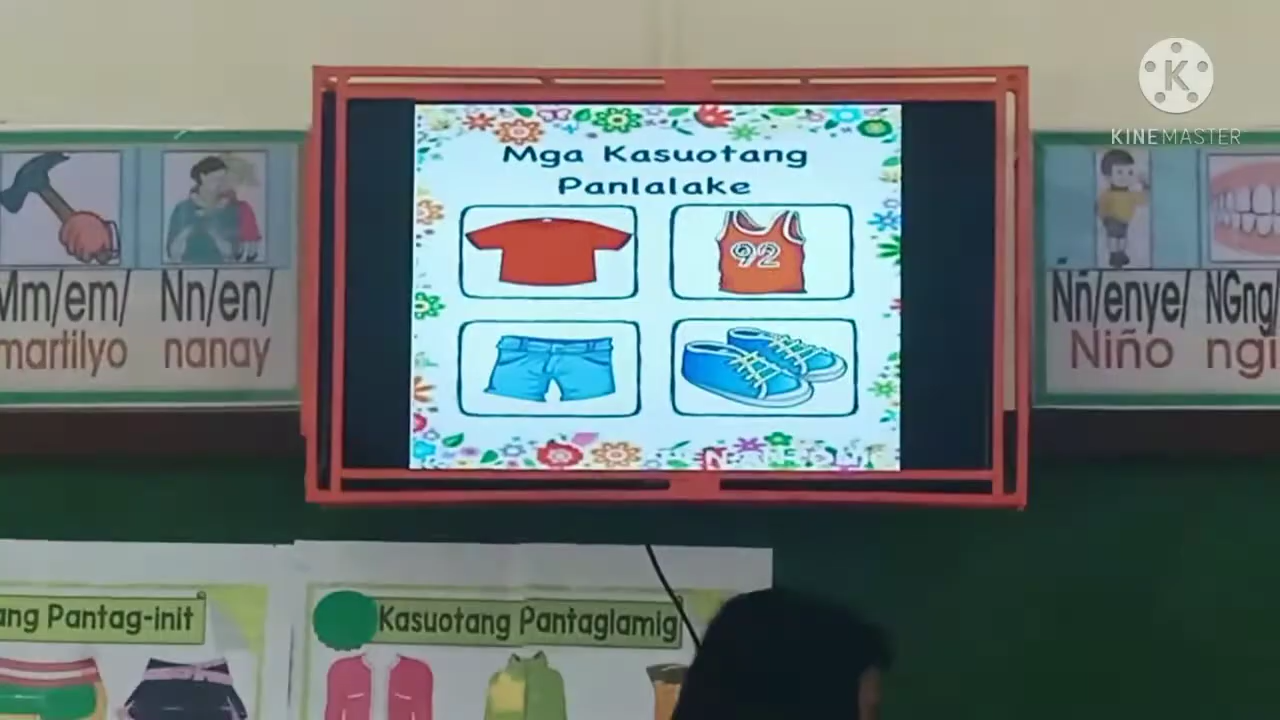 K
KINEMASTER
Mga Kasuotang
Panlalake
92
Mm/em/
martilyo
Nn/en/
nanay
Ññ/enye/
Niño
NGng/
ngi
ang Pantag-init
Kasuotang Pantaglamig